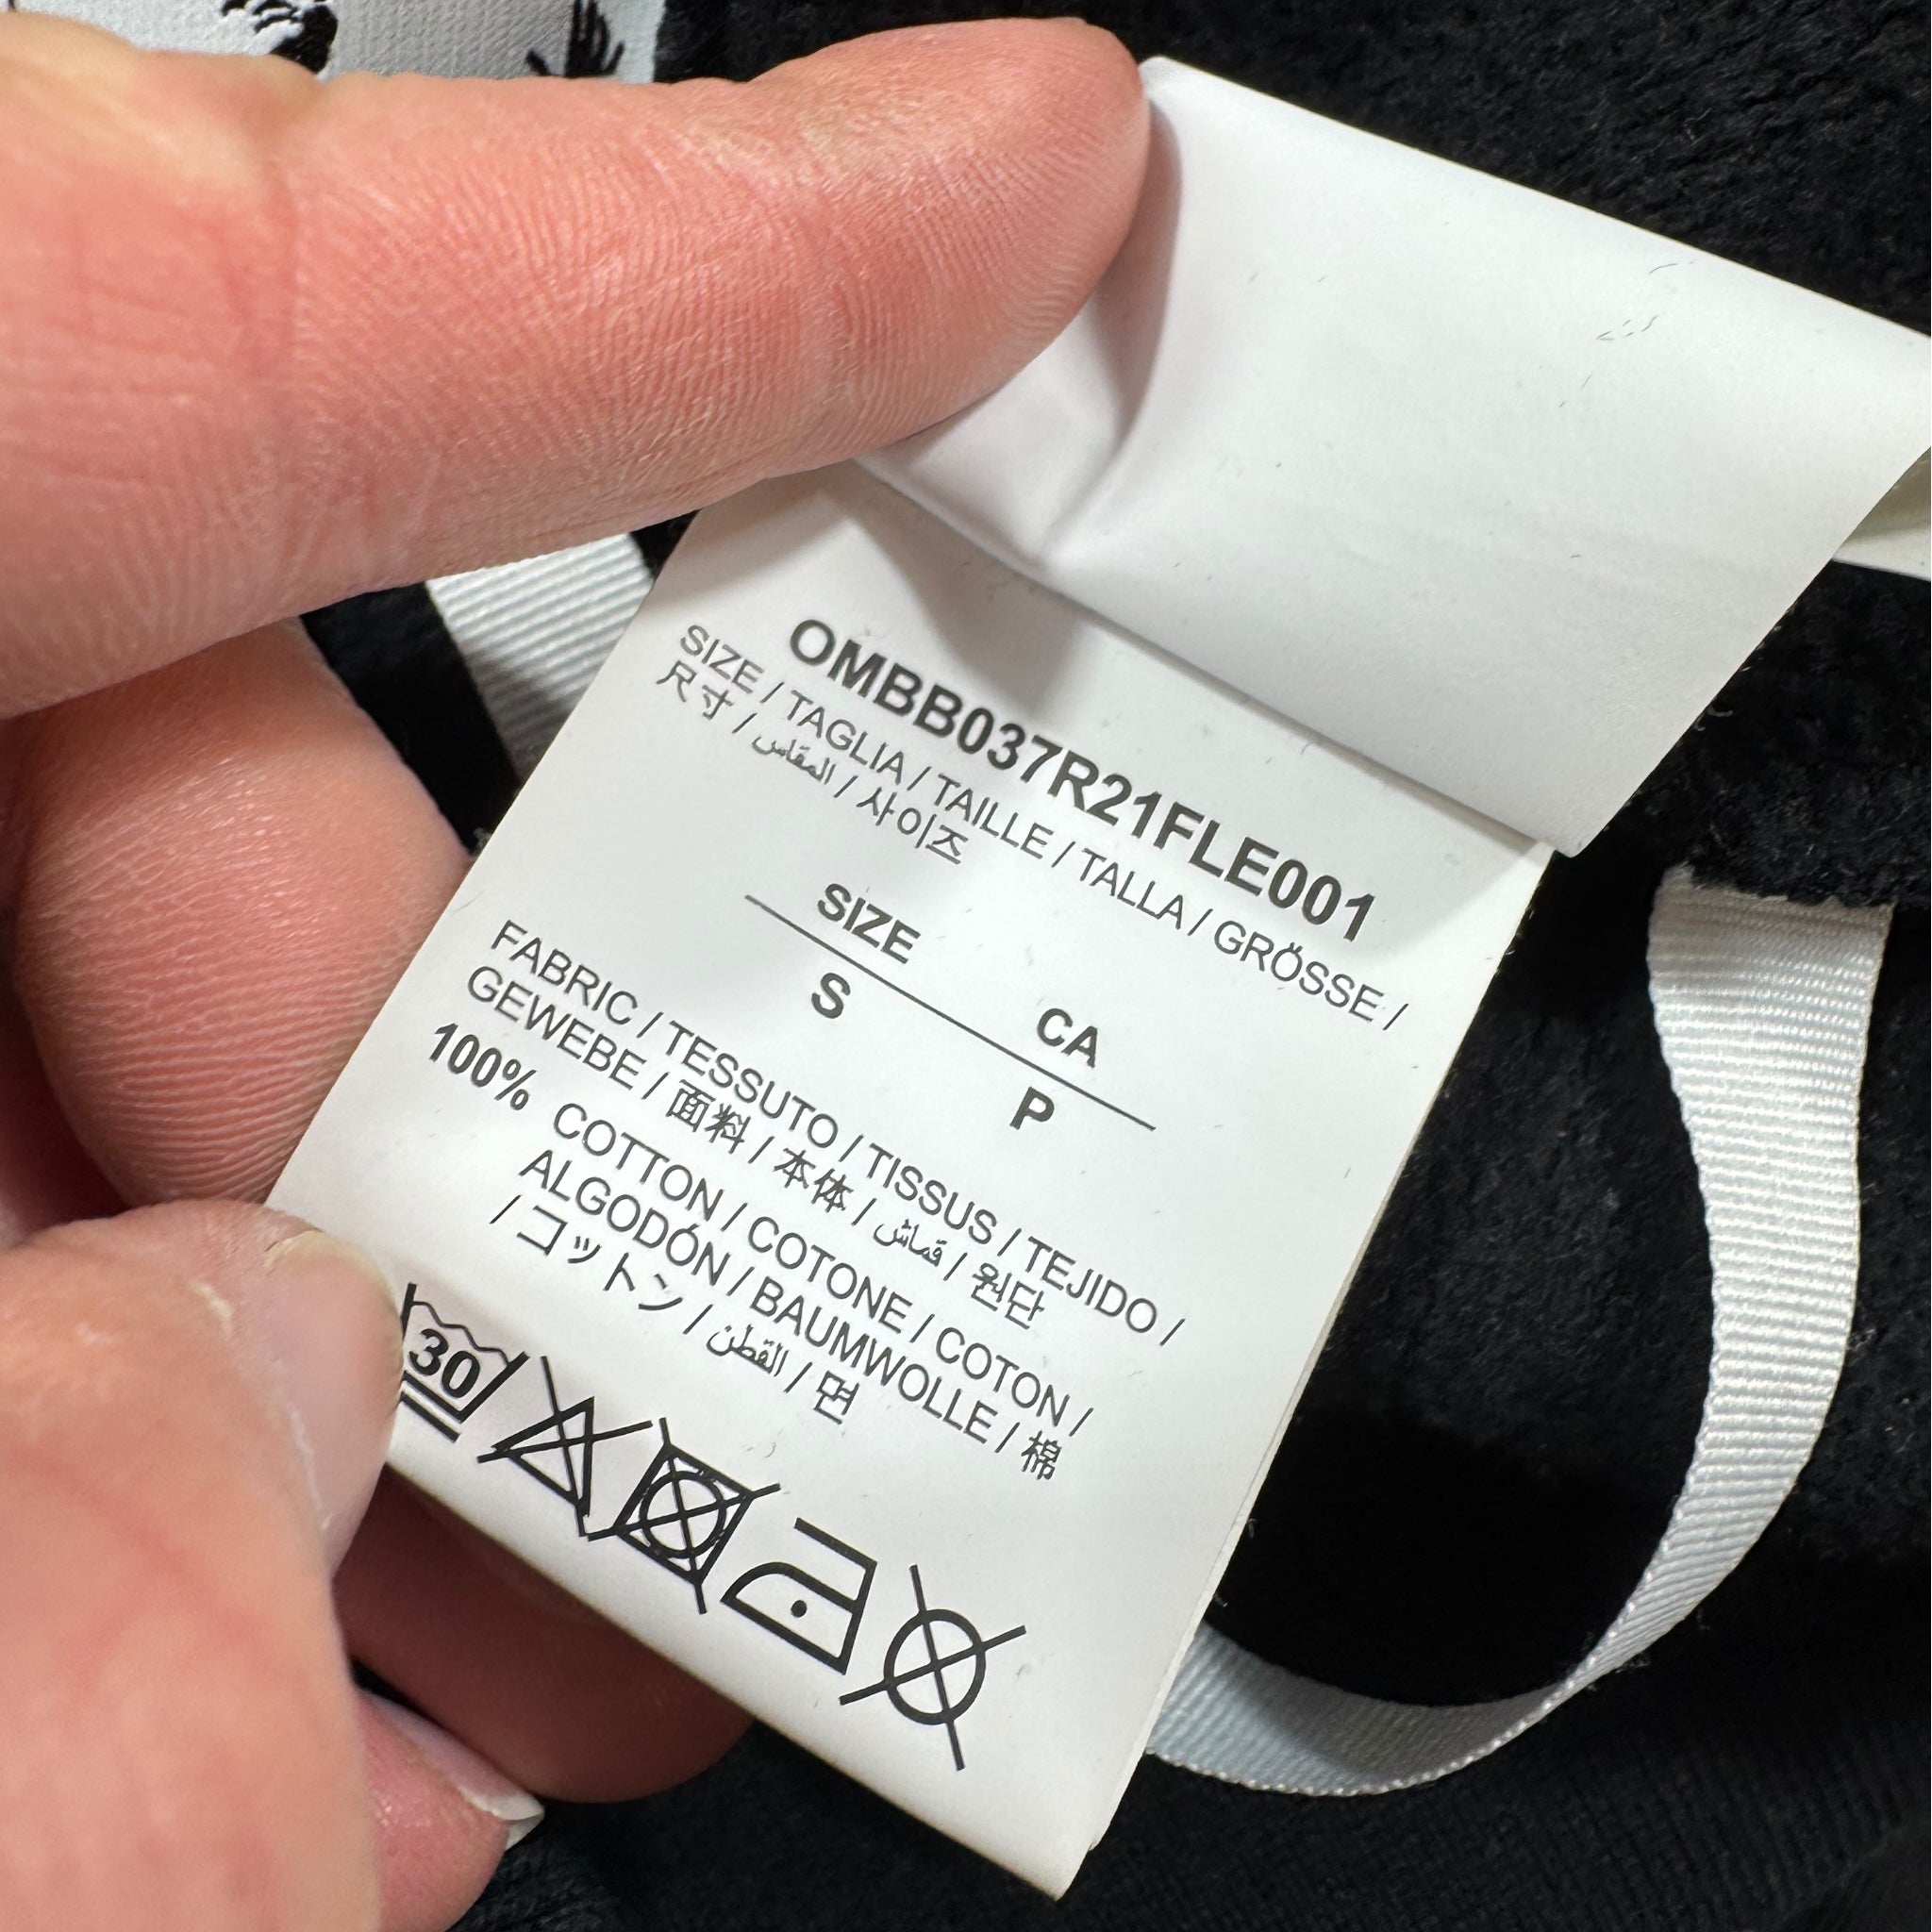 OMBB037R21FLE001
SIZE / TAGLIA / TAILLE / TALLA / GRÖSSE /
尺寸 / المقاس / 사이즈
SIZE CA
S P
FABRIC / TESSUTO / TISSUS / TEJIDO /
GEWEBE / 面料 / 本体 / قماش / 원단
100% COTTON / COTONE / COTON /
ALGODÓN / BAUMWOLLE / 棉
/ コットン / القطن / 면
30